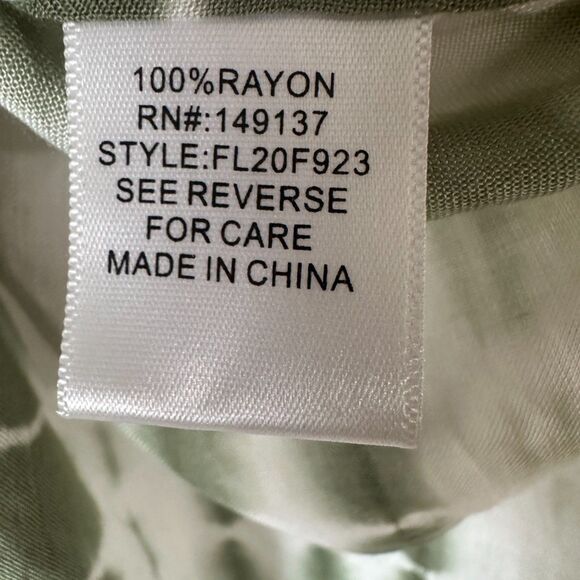 100%RAYON
RN#:149137
STYLE:FL20F923
SEE REVERSE
FOR CARE
MADE IN CHINA